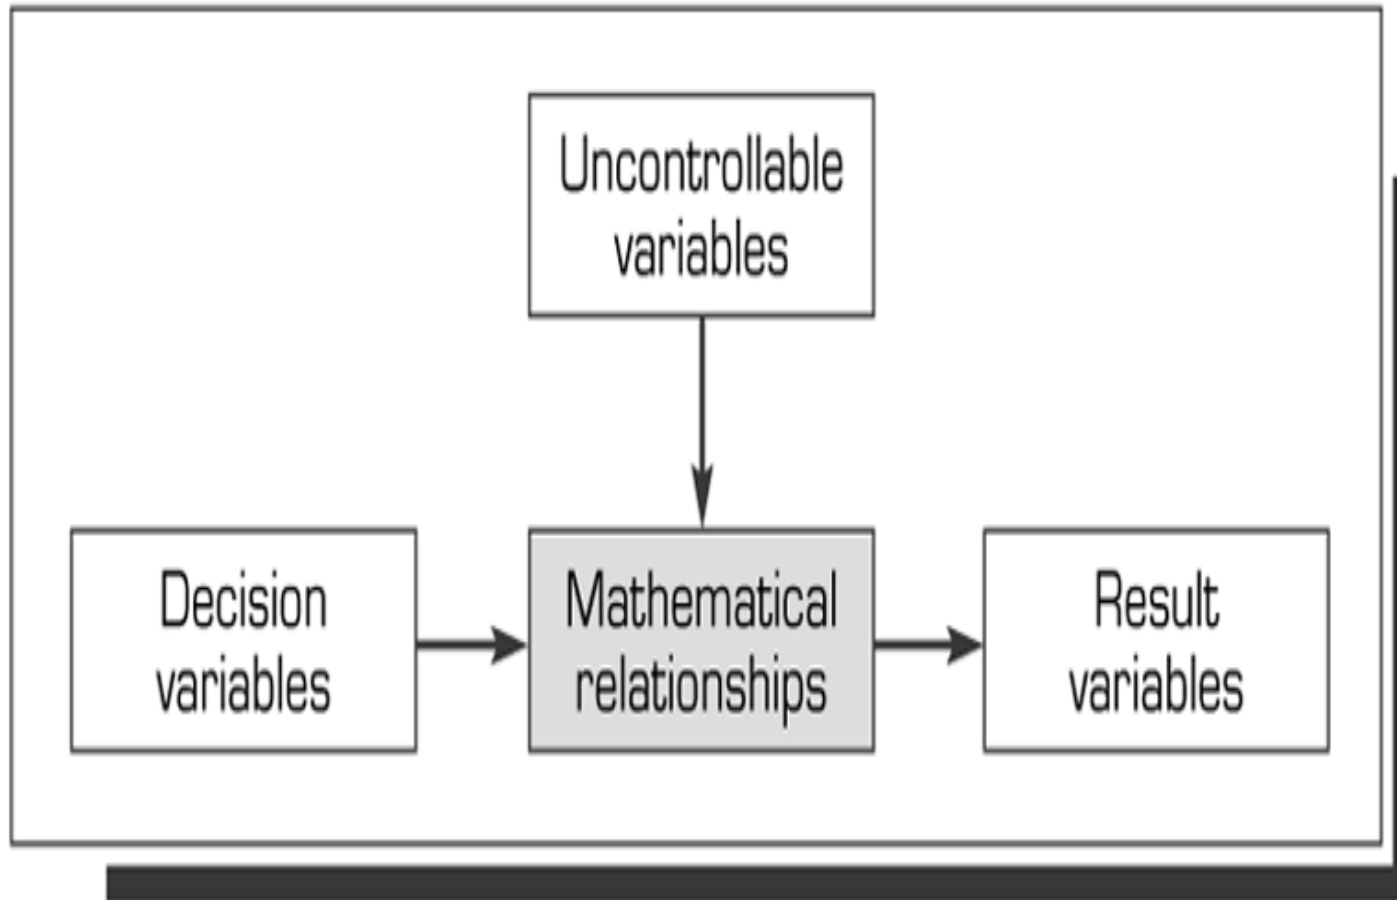 Uncontrollable
variables
Decision
variables
Mathematical
relationships
Result
variables